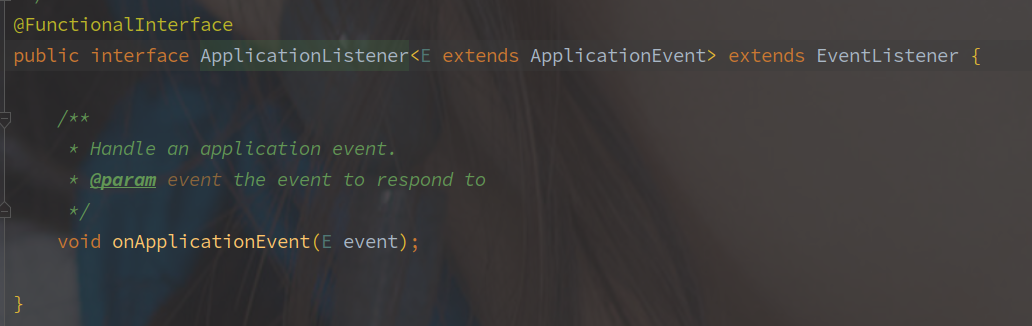 @FunctionalInterface
public interface ApplicationListener<E extends ApplicationEvent> extends EventListener {
/**
* Handle an application event.
* @param event the event to respond to
*/
void onApplicationEvent(E event);
}